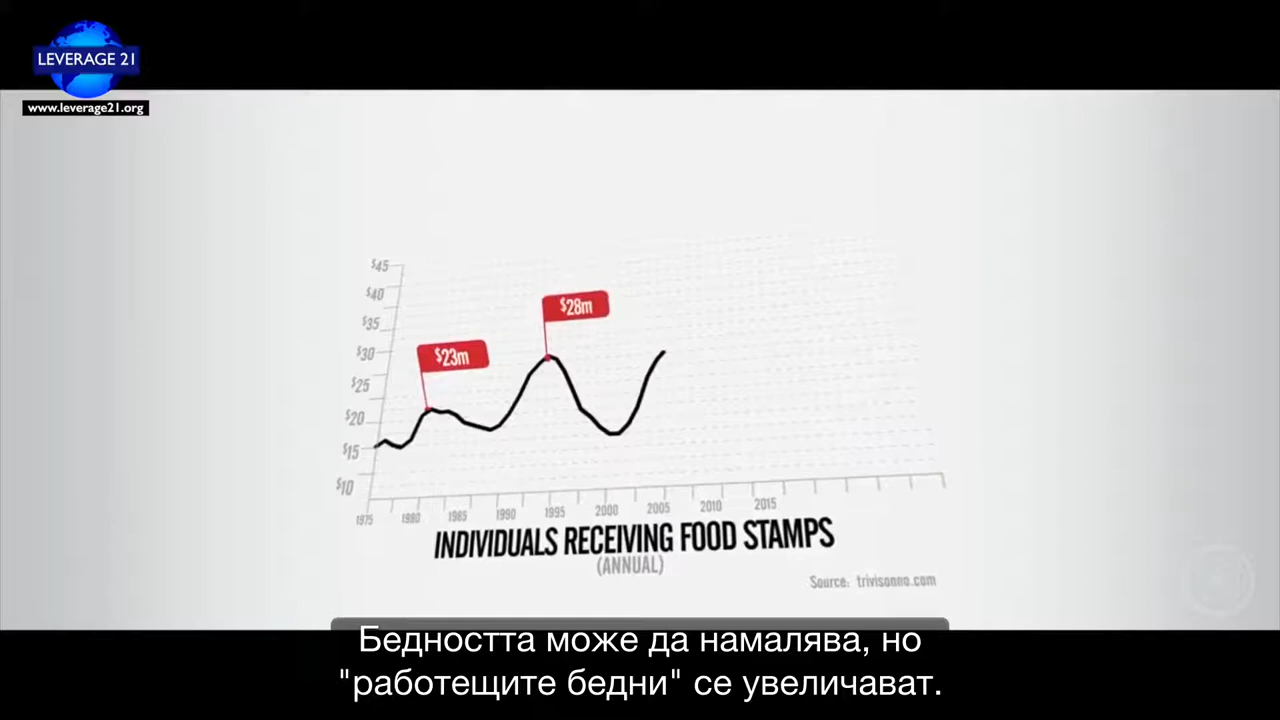 LEVERAGE 21
www.leverage21.org
$45
$40
$35
$30
$25
$20
$15
$10
$23m
$28m
1975 1980 1985 1990 1995 2000 2005 2010 2015
INDIVIDUALS RECEIVING FOOD STAMPS
(ANNUAL)
Source: trivisonno.com
Бедността може да намалява, но
"работещите бедни" се увеличават.